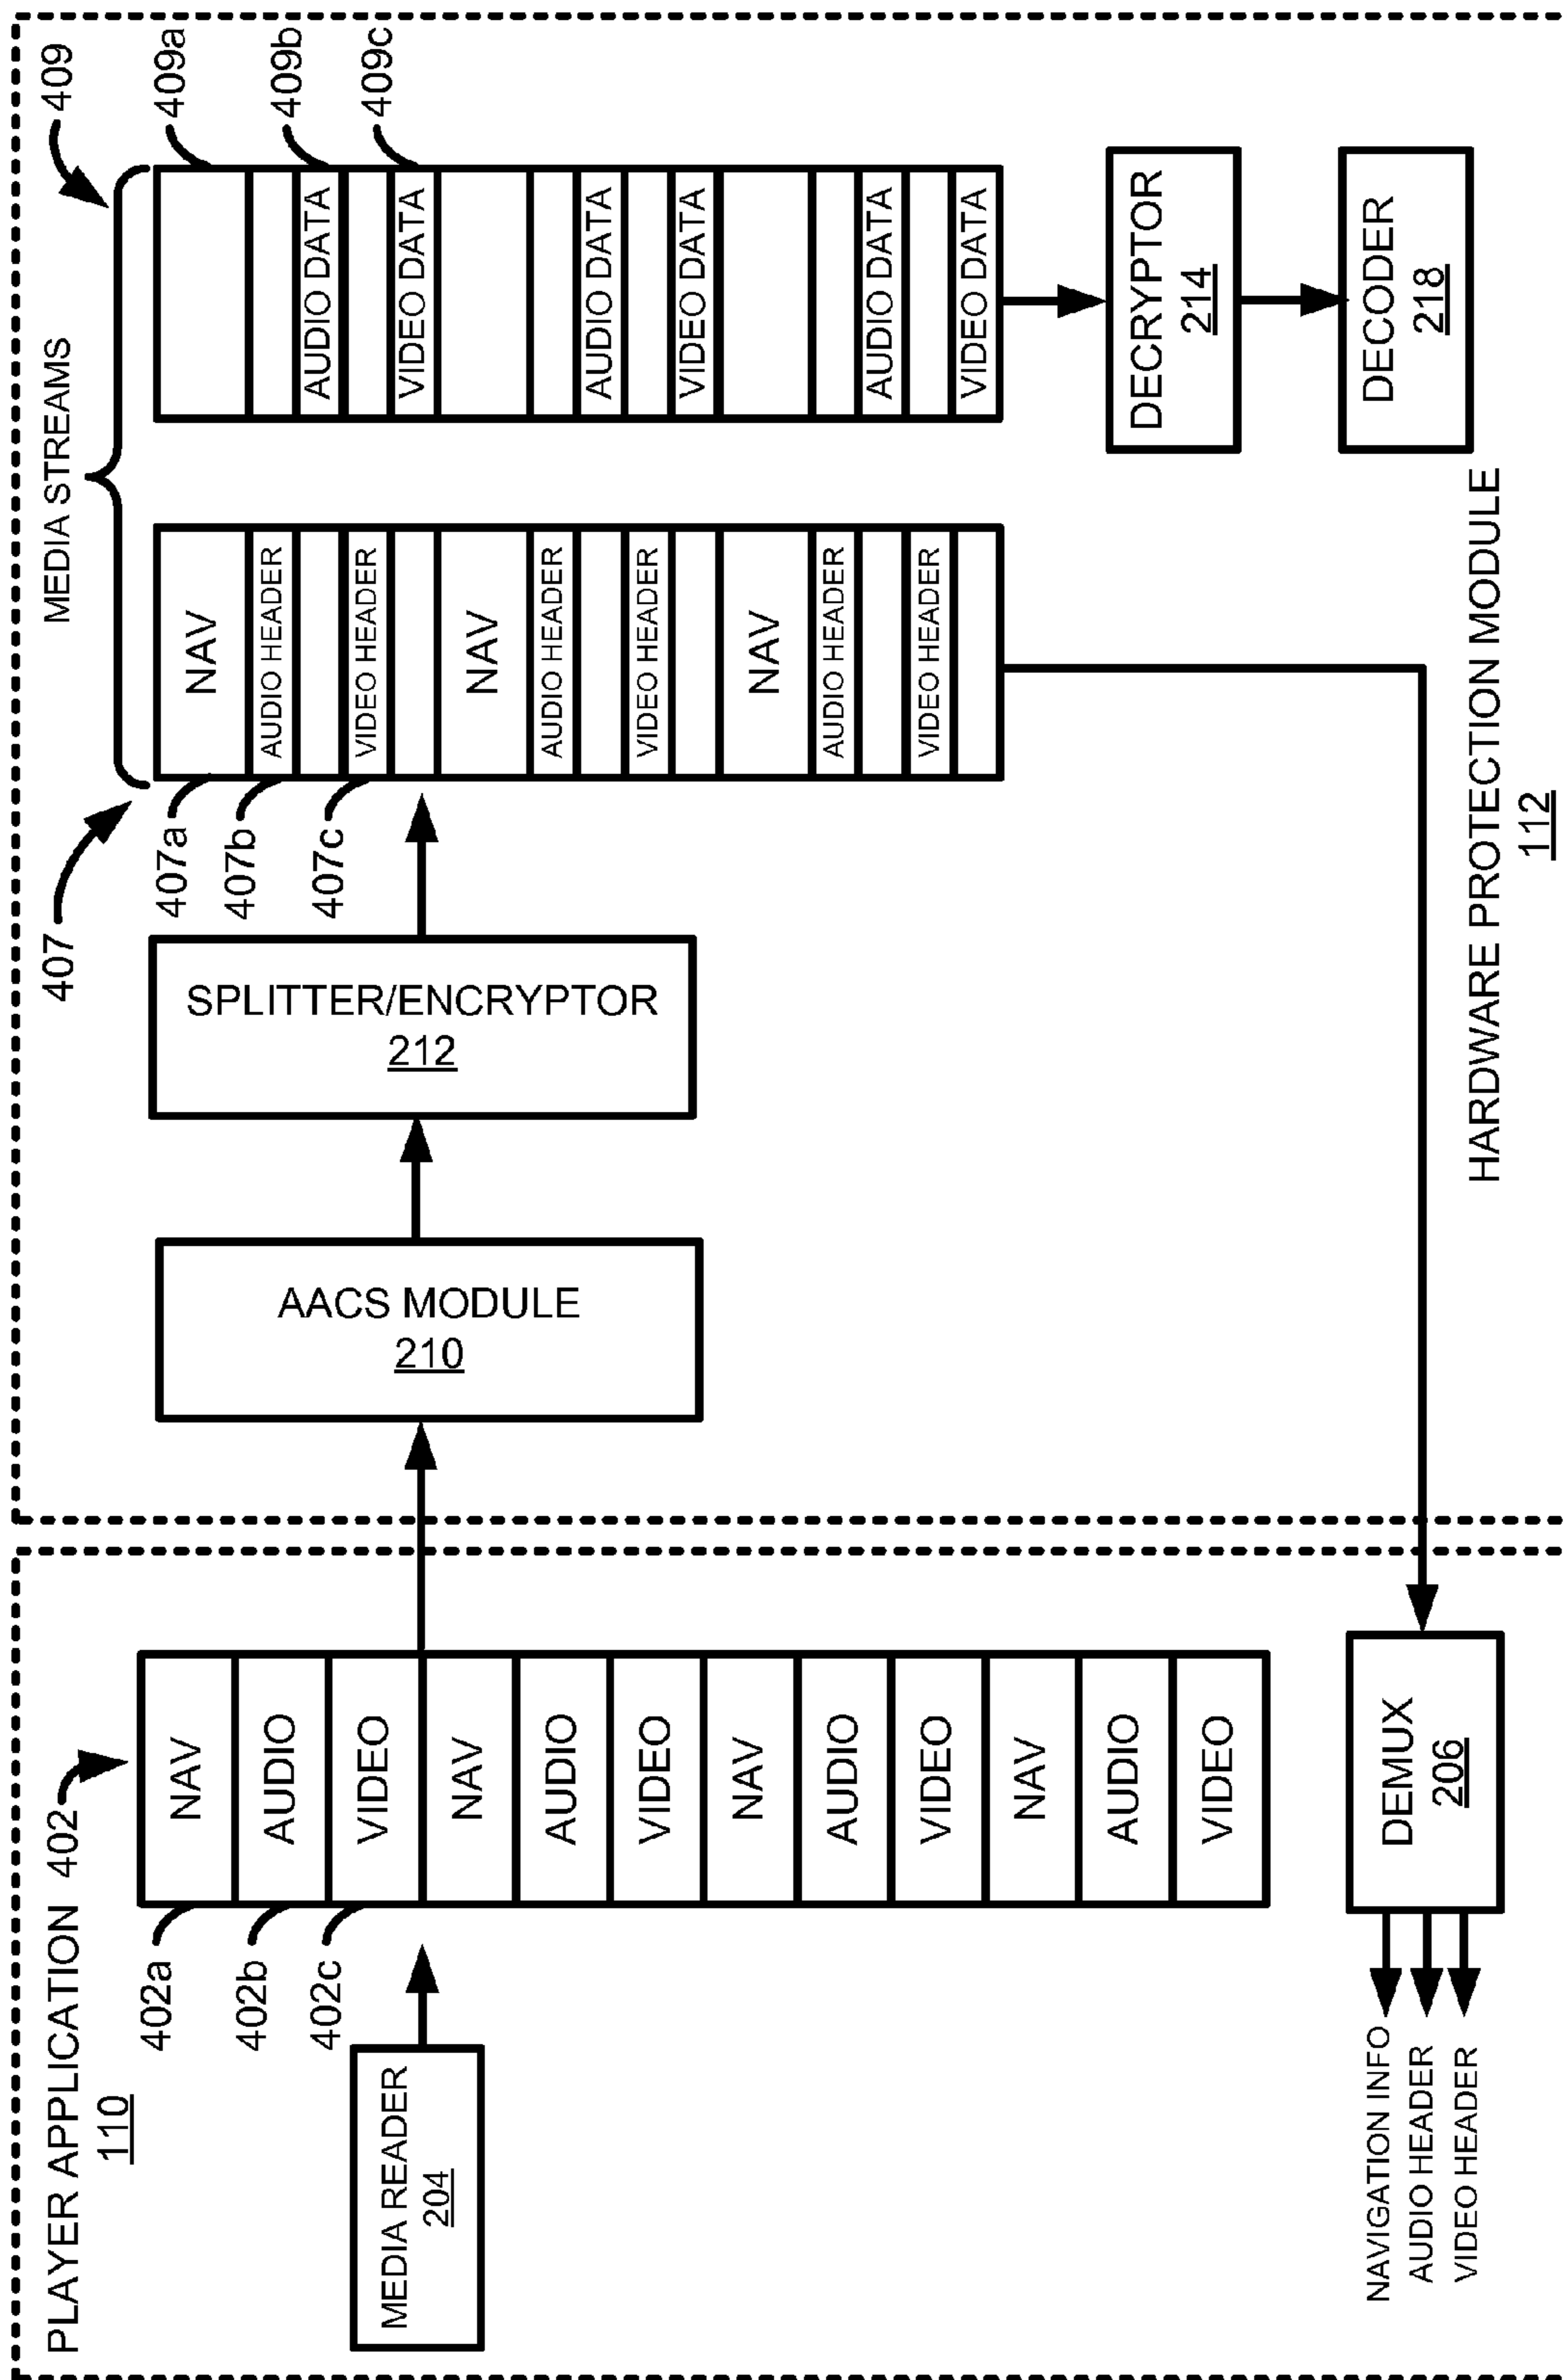 PLAYER APPLICATION
110
402
402a
402b
402c
MEDIA READER
204
NAV
AUDIO
VIDEO
NAV
AUDIO
VIDEO
NAV
AUDIO
VIDEO
NAV
AUDIO
VIDEO
DEMUX
206
NAVIGATION INFO
AUDIO HEADER
VIDEO HEADER
AACS MODULE
210
SPLITTER/ENCRYPTOR
212
MEDIA STREAMS
407
407a
407b
407c
NAV
AUDIO HEADER
VIDEO HEADER
NAV
AUDIO HEADER
VIDEO HEADER
NAV
AUDIO HEADER
VIDEO HEADER
409
409a
409b
409c
AUDIO DATA
VIDEO DATA
AUDIO DATA
VIDEO DATA
AUDIO DATA
VIDEO DATA
DECRYPTOR
214
DECODER
218
HARDWARE PROTECTION MODULE
112